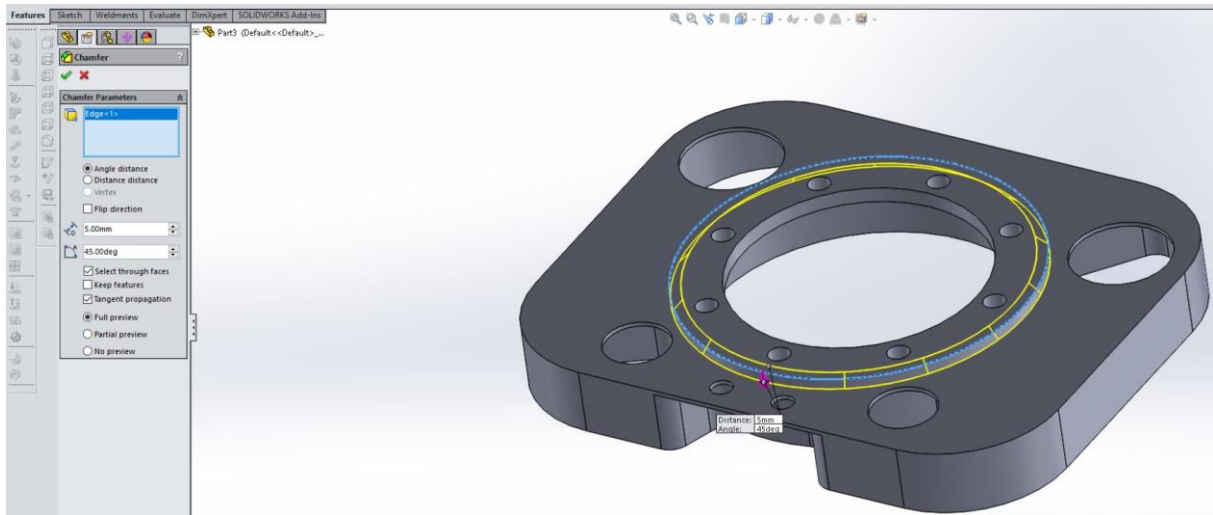 Features Sketch Weldments Evaluate DimXpert SOLIDWORKS Add-Ins
Part3 (Default<<Default>_...
Chamfer ?
Chamfer Parameters
Edge<1>
Angle distance
Distance distance
Vertex
Flip direction
5.00mm
45.00deg
Select through faces
Keep features
Tangent propagation
Full preview
Partial preview
No preview
Distance: 5mm
Angle: 45deg